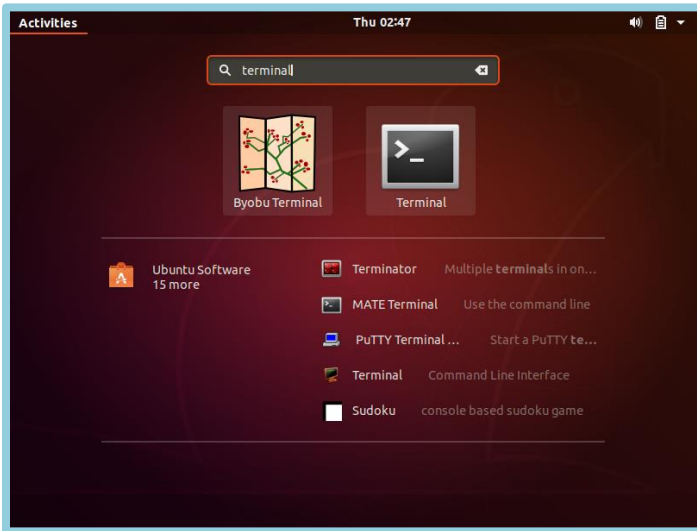 Activities
Thu 02:47
terminal
Byobu Terminal
Terminal
Ubuntu Software
15 more
Terminator Multiple terminals in on...
MATE Terminal Use the command line
PuTTY Terminal ... Start a PuTTY te...
Terminal Command Line Interface
Sudoku console based sudoku game